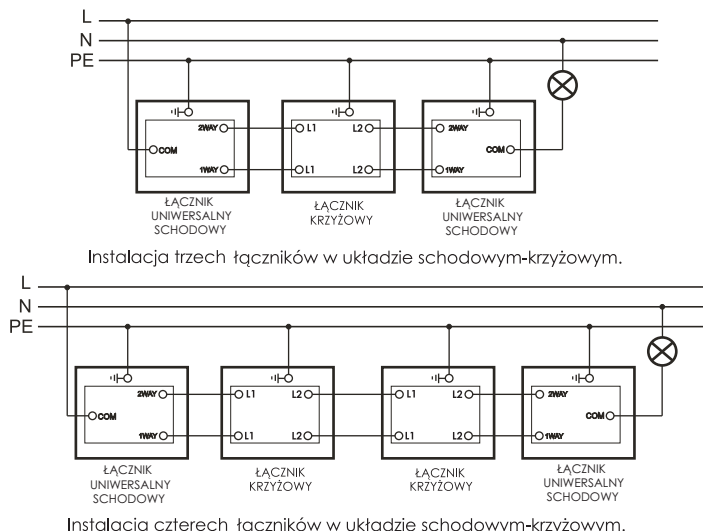 L
N
PE
2WAY L1 L2 2WAY
COM COM
1WAY L1 L2 1WAY
ŁĄCZNIK UNIWERSALNY SCHODOWY
ŁĄCZNIK KRZYŻOWY
ŁĄCZNIK UNIWERSALNY SCHODOWY
Instalacja trzech łączników w układzie schodowym-krzyżowym.
L
N
PE
2WAY L1 L2 L1 L2 2WAY
COM COM
1WAY L1 L2 L1 L2 1WAY
ŁĄCZNIK UNIWERSALNY SCHODOWY
ŁĄCZNIK KRZYŻOWY
ŁĄCZNIK KRZYŻOWY
ŁĄCZNIK UNIWERSALNY SCHODOWY
Instalacja czterech łączników w układzie schodowym-krzyżowym.